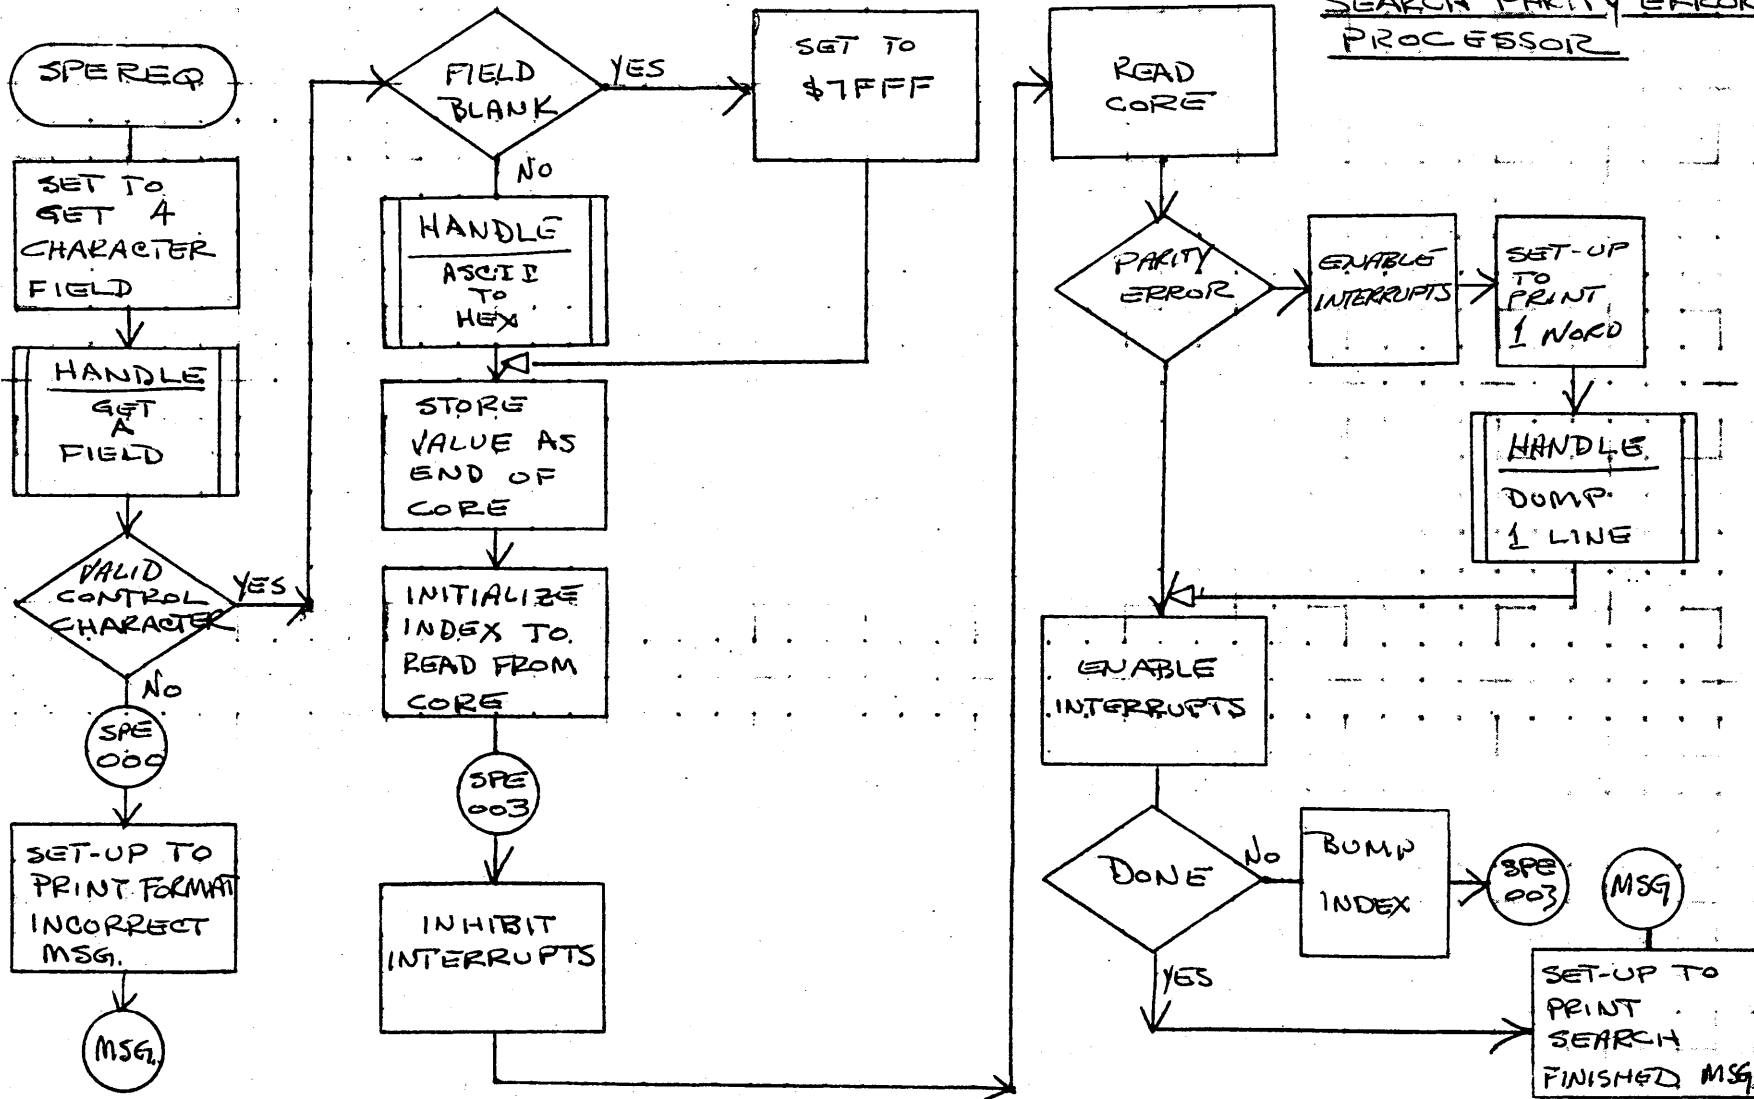 SEARCH PARITY ERROR
PROCESSOR
SPEREQ
SET TO
GET 4
CHARACTER
FIELD
HANDLE
GET
A
FIELD
VALID
CONTROL
CHARACTER
YES
NO
SPE
000
SET-UP TO
PRINT FORMAT
INCORRECT
MSG.
MSG.
FIELD
BLANK
YES
NO
SET TO
$7FFF
HANDLE
ASCII
TO
HEX
STORE
VALUE AS
END OF
CORE
INITIALIZE
INDEX TO
READ FROM
CORE
SPE
003
INHIBIT
INTERRUPTS
READ
CORE
PARITY
ERROR
ENABLE
INTERRUPTS
SET-UP
TO
PRINT
1 WORD
HANDLE
DUMP
1 LINE
ENABLE
INTERRUPTS
DONE
NO
YES
BUMP
INDEX
SPE
003
MSG
SET-UP TO
PRINT
SEARCH
FINISHED MSG